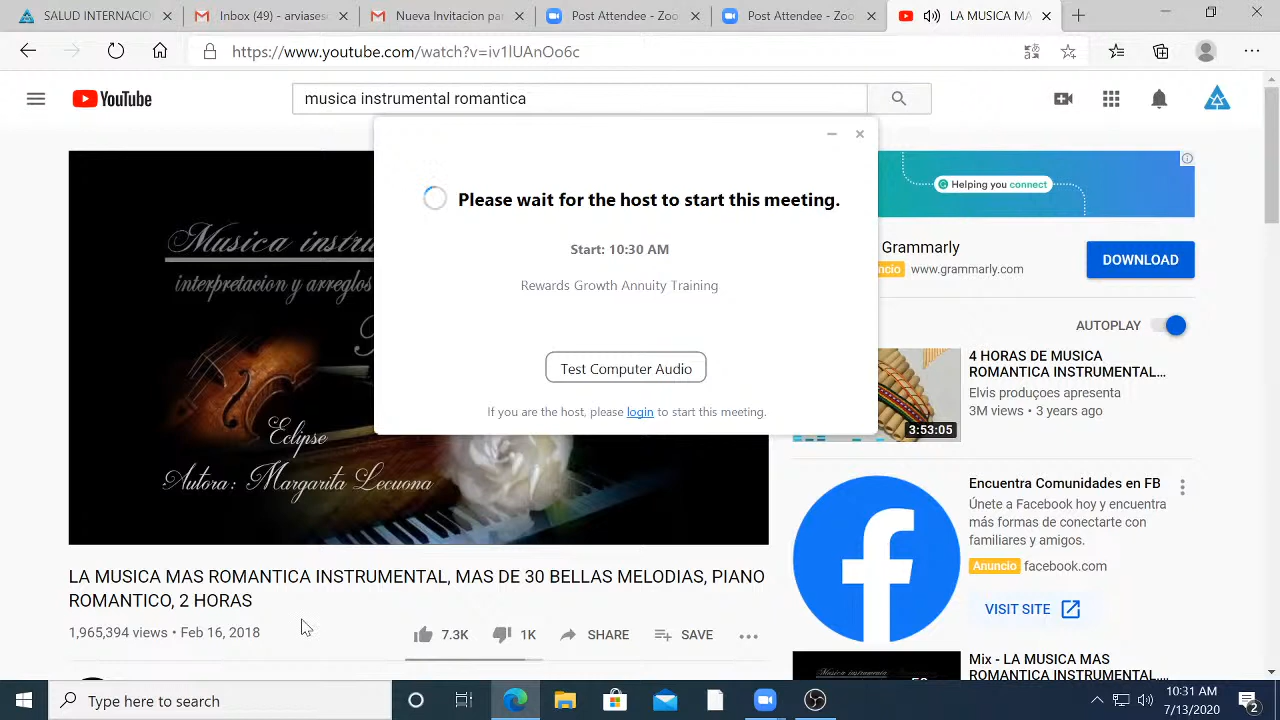 SALUD INTERNACIO
Inbox (49) - arviases
Nueva Invitacion par
Post Attendee - Zoo
Post Attendee - Zoo
LA MUSICA MA
https://www.youtube.com/watch?v=iv1lUAnOo6c
YouTube
musica instrumental romantica
Please wait for the host to start this meeting.
Start: 10:30 AM
Rewards Growth Annuity Training
Test Computer Audio
If you are the host, please login to start this meeting.
Musica instru
interpretacion y arreglos
Eclipse
Autora: Margarita Lecuona
Helping you connect
Grammarly
ncio www.grammarly.com
DOWNLOAD
AUTOPLAY
4 HORAS DE MUSICA
ROMANTICA INSTRUMENTAL...
Elvis produçoes apresenta
3M views • 3 years ago
3:53:05
Encuentra Comunidades en FB
Únete a Facebook hoy y encuentra
más formas de conectarte con
familiares y amigos.
Anuncio facebook.com
VISIT SITE
LA MUSICA MAS ROMANTICA INSTRUMENTAL, MAS DE 30 BELLAS MELODIAS, PIANO
ROMANTICO, 2 HORAS
1,965,394 views • Feb 16, 2018
7.3K
1K
SHARE
SAVE
Mix - LA MUSICA MAS
ROMANTICA INSTRUMENTAL,
Type here to search
10:31 AM
7/13/2020
2